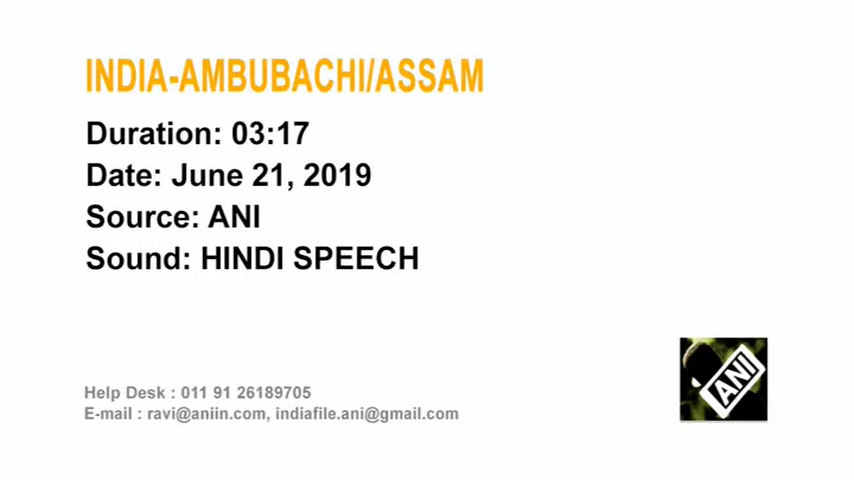 INDIA-AMBUBACHI/ASSAM
Duration: 03:17
Date: June 21, 2019
Source: ANI
Sound: HINDI SPEECH
Help Desk : 011 91 26189705
E-mail : ravi@aniin.com, indiafile.ani@gmail.com
ANI